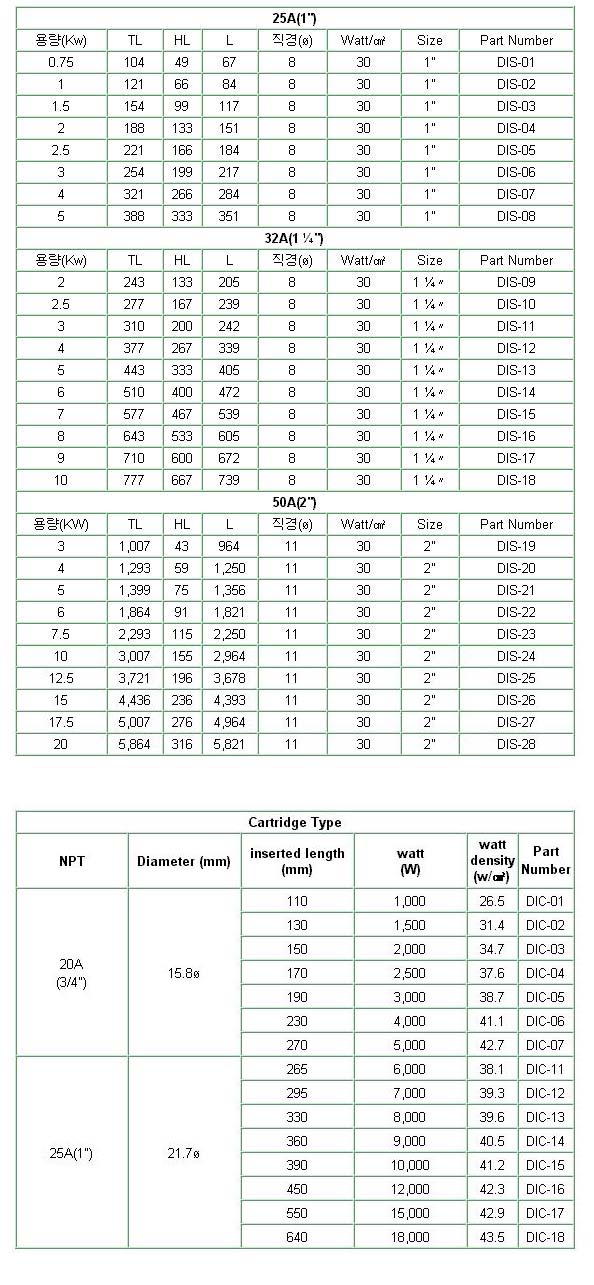 25A(1")
용량(Kw) TL HL L 직경(ø) Watt/㎠ Size Part Number
0.75 104 49 67 8 30 1" DIS-01
1 121 66 84 8 30 1" DIS-02
1.5 154 99 117 8 30 1" DIS-03
2 188 133 151 8 30 1" DIS-04
2.5 221 166 184 8 30 1" DIS-05
3 254 199 217 8 30 1" DIS-06
4 321 266 284 8 30 1" DIS-07
5 388 333 351 8 30 1" DIS-08
32A(1 ¼")
용량(Kw) TL HL L 직경(ø) Watt/㎠ Size Part Number
2 243 133 205 8 30 1 ¼〃 DIS-09
2.5 277 167 239 8 30 1 ¼〃 DIS-10
3 310 200 242 8 30 1 ¼〃 DIS-11
4 377 267 339 8 30 1 ¼〃 DIS-12
5 443 333 405 8 30 1 ¼〃 DIS-13
6 510 400 472 8 30 1 ¼〃 DIS-14
7 577 467 539 8 30 1 ¼〃 DIS-15
8 643 533 605 8 30 1 ¼〃 DIS-16
9 710 600 672 8 30 1 ¼〃 DIS-17
10 777 667 739 8 30 1 ¼〃 DIS-18
50A(2")
용량(KW) TL HL L 직경(ø) Watt/㎠ Size Part Number
3 1,007 43 964 11 30 2" DIS-19
4 1,293 59 1,250 11 30 2" DIS-20
5 1,399 75 1,356 11 30 2" DIS-21
6 1,864 91 1,821 11 30 2" DIS-22
7.5 2,293 115 2,250 11 30 2" DIS-23
10 3,007 155 2,964 11 30 2" DIS-24
12.5 3,721 196 3,678 11 30 2" DIS-25
15 4,436 236 4,393 11 30 2" DIS-26
17.5 5,007 276 4,964 11 30 2" DIS-27
20 5,864 316 5,821 11 30 2" DIS-28
Cartridge Type
NPT Diameter (mm) inserted length (mm) watt (W) watt density (w/㎠) Part Number
20A (3/4") 15.8ø
110 1,000 26.5 DIC-01
130 1,500 31.4 DIC-02
150 2,000 34.7 DIC-03
170 2,500 37.6 DIC-04
190 3,000 38.7 DIC-05
230 4,000 41.1 DIC-06
270 5,000 42.7 DIC-07
25A(1") 21.7ø
265 6,000 38.1 DIC-11
295 7,000 39.3 DIC-12
330 8,000 39.6 DIC-13
360 9,000 40.5 DIC-14
390 10,000 41.2 DIC-15
450 12,000 42.3 DIC-16
550 15,000 42.9 DIC-17
640 18,000 43.5 DIC-18